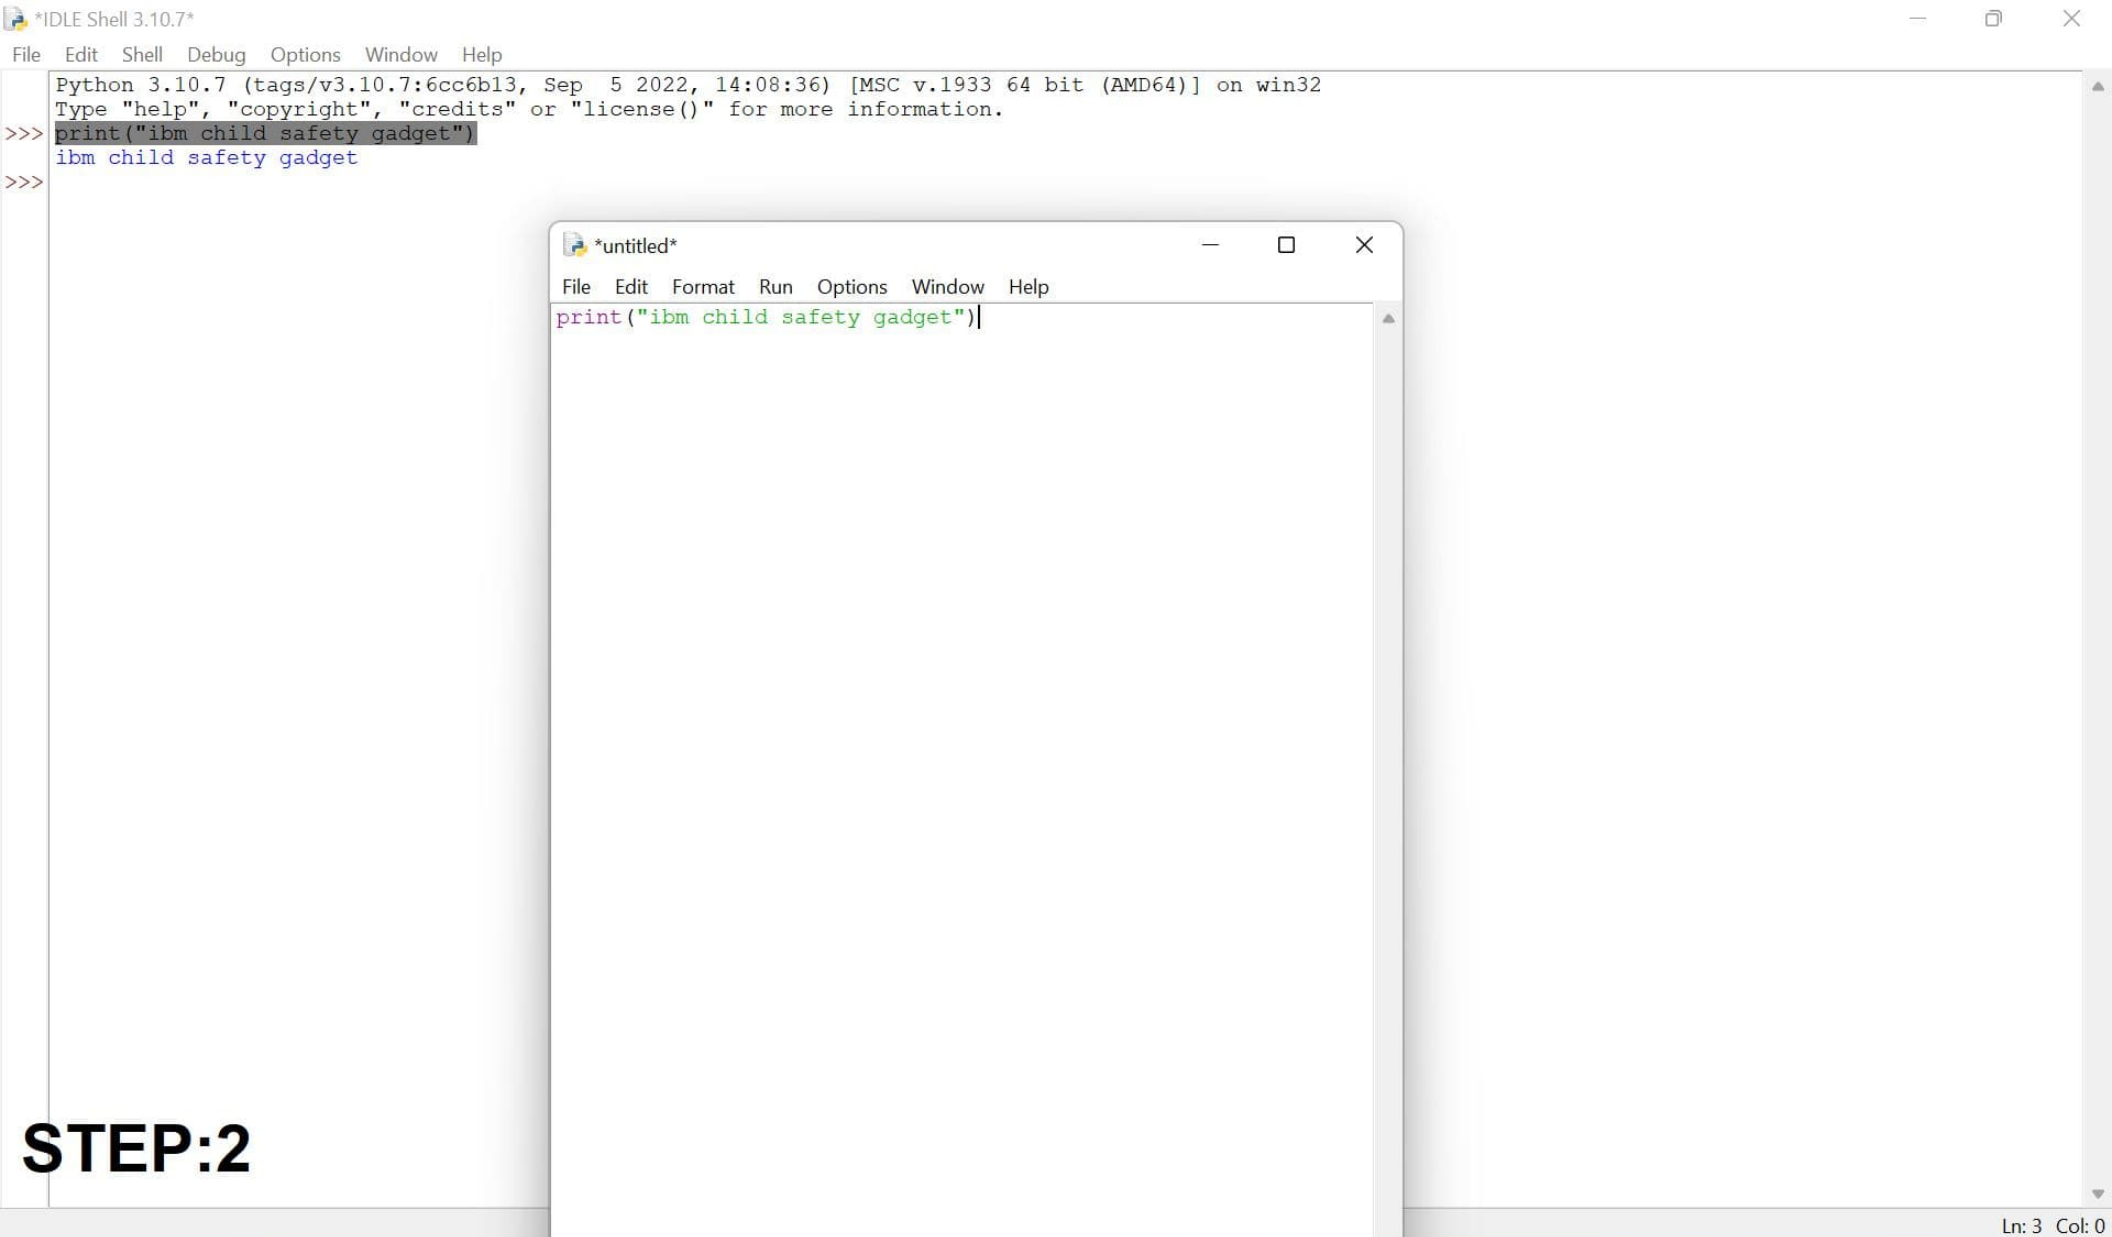 *IDLE Shell 3.10.7*
File Edit Shell Debug Options Window Help
Python 3.10.7 (tags/v3.10.7:6cc6b13, Sep  5 2022, 14:08:36) [MSC v.1933 64 bit (AMD64)] on win32
Type "help", "copyright", "credits" or "license()" for more information.
>>> print("ibm child safety gadget")
ibm child safety gadget
>>>
*untitled*
File Edit Format Run Options Window Help
print("ibm child safety gadget")
STEP:2
Ln: 3 Col: 0